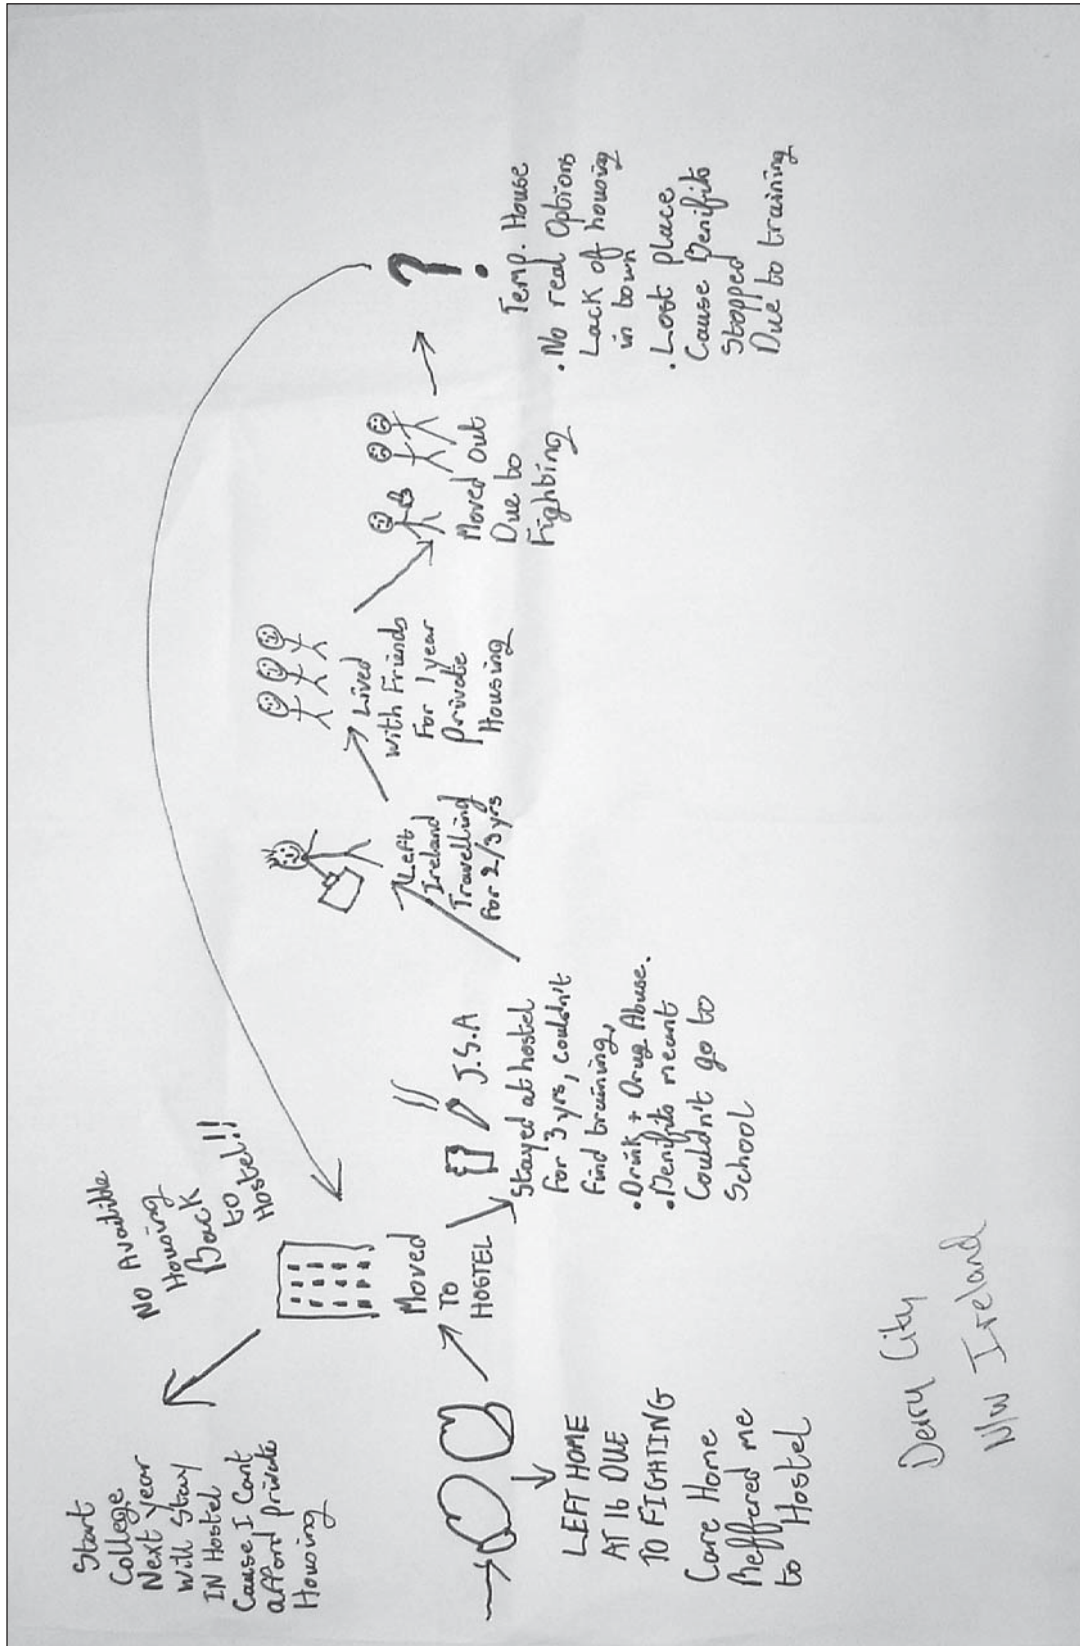 Start
College
Next year
will Stay
IN Hostel
Cause I Cant
afford private
Housing
NO Availible
Housing
Back
to
Hostel!!
LEFT HOME
AT 16 DUE
TO FIGHTING
Care Home
Reffered me
to Hostel
Moved
TO
HOSTEL
J.S.A
Stayed at hostel
for 3 yrs, couldn't
find training,
• Drink + Drug Abuse.
• Benifits meant
Couldn't go to
School
Left
Ireland
Travelling
for 2/3 yrs
Lived
with Friends
For 1 year
private
Housing
Moved Out
Due to
Fighting
?
Temp. House
• No real Options
Lack of housing
in town
• Lost place
Cause Benifits
Stopped
Due to training
Derry City
N/W Ireland